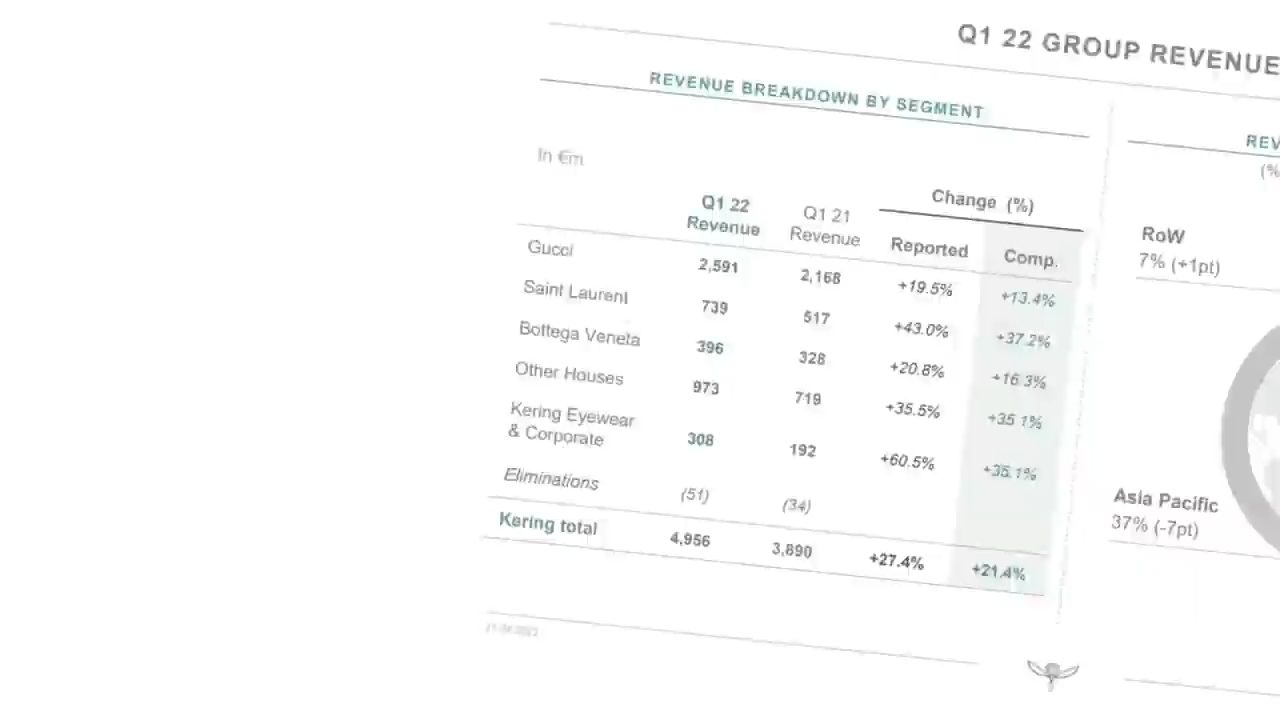 Q1 22 GROUP REVENUE
REVENUE BREAKDOWN BY SEGMENT
In €m
Q1 22 Revenue Q1 21 Revenue Change (%)
Reported Comp.
Gucci 2,591 2,168 +19.5% +13.4%
Saint Laurent 739 517 +43.0% +37.2%
Bottega Veneta 396 328 +20.8% +16.3%
Other Houses 973 719 +35.5% +35.1%
Kering Eyewear
& Corporate 308 192 +60.5% +35.1%
Eliminations (51) (34)
Kering total 4,956 3,890 +27.4% +21.4%
REV
(%
RoW
7% (+1pt)
Asia Pacific
37% (-7pt)